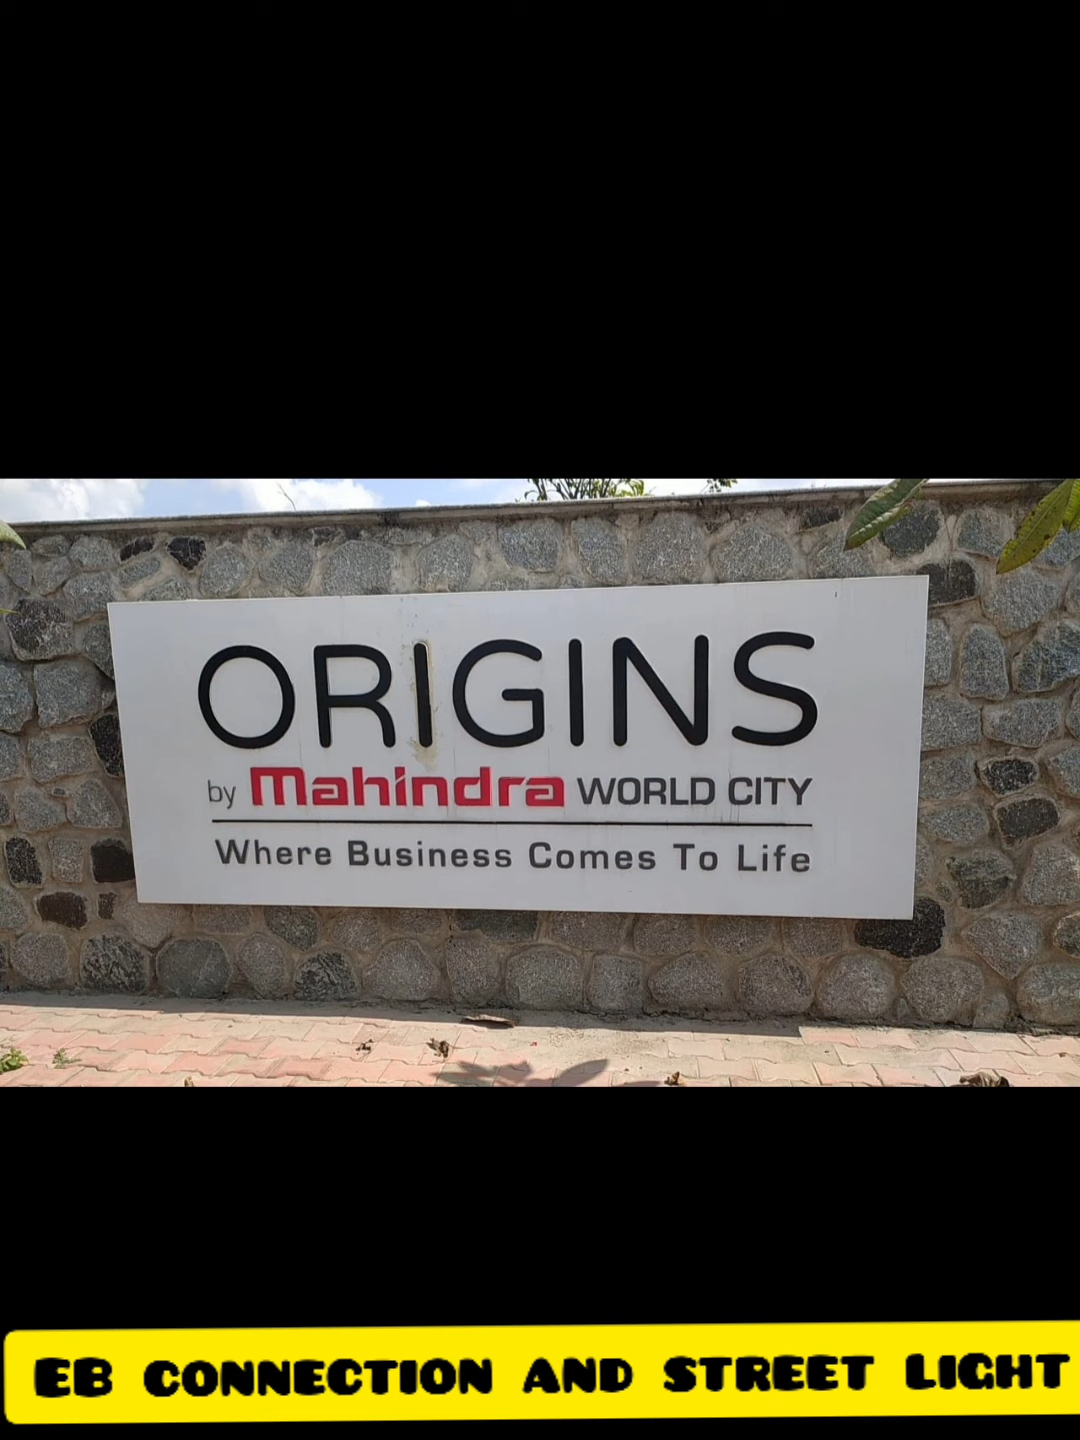 ORIGINS
by Mahindra WORLD CITY
Where Business Comes To Life
EB CONNECTION AND STREET LIGHT